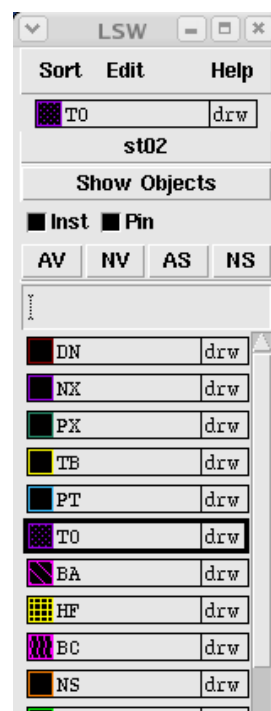 LSW
Sort Edit Help
TO drw
st02
Show Objects
Inst Pin
AV NV AS NS
DN drw
NX drw
PX drw
TB drw
PT drw
TO drw
BA drw
HF drw
BC drw
NS drw